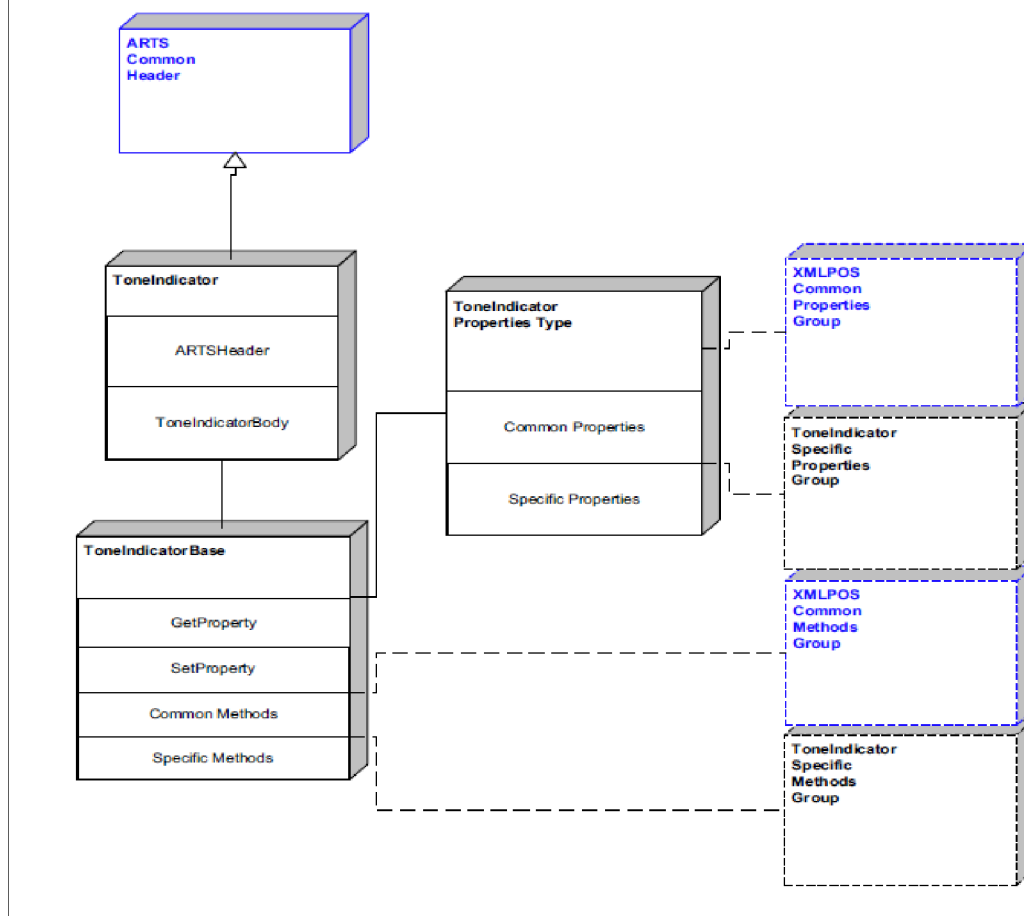 ARTS
Common
Header
ToneIndicator
ARTSHeader
ToneIndicatorBody
ToneIndicatorBase
GetProperty
SetProperty
Common Methods
Specific Methods
ToneIndicator
Properties Type
Common Properties
Specific Properties
XMLPOS
Common
Properties
Group
ToneIndicator
Specific
Properties
Group
XMLPOS
Common
Methods
Group
ToneIndicator
Specific
Methods
Group